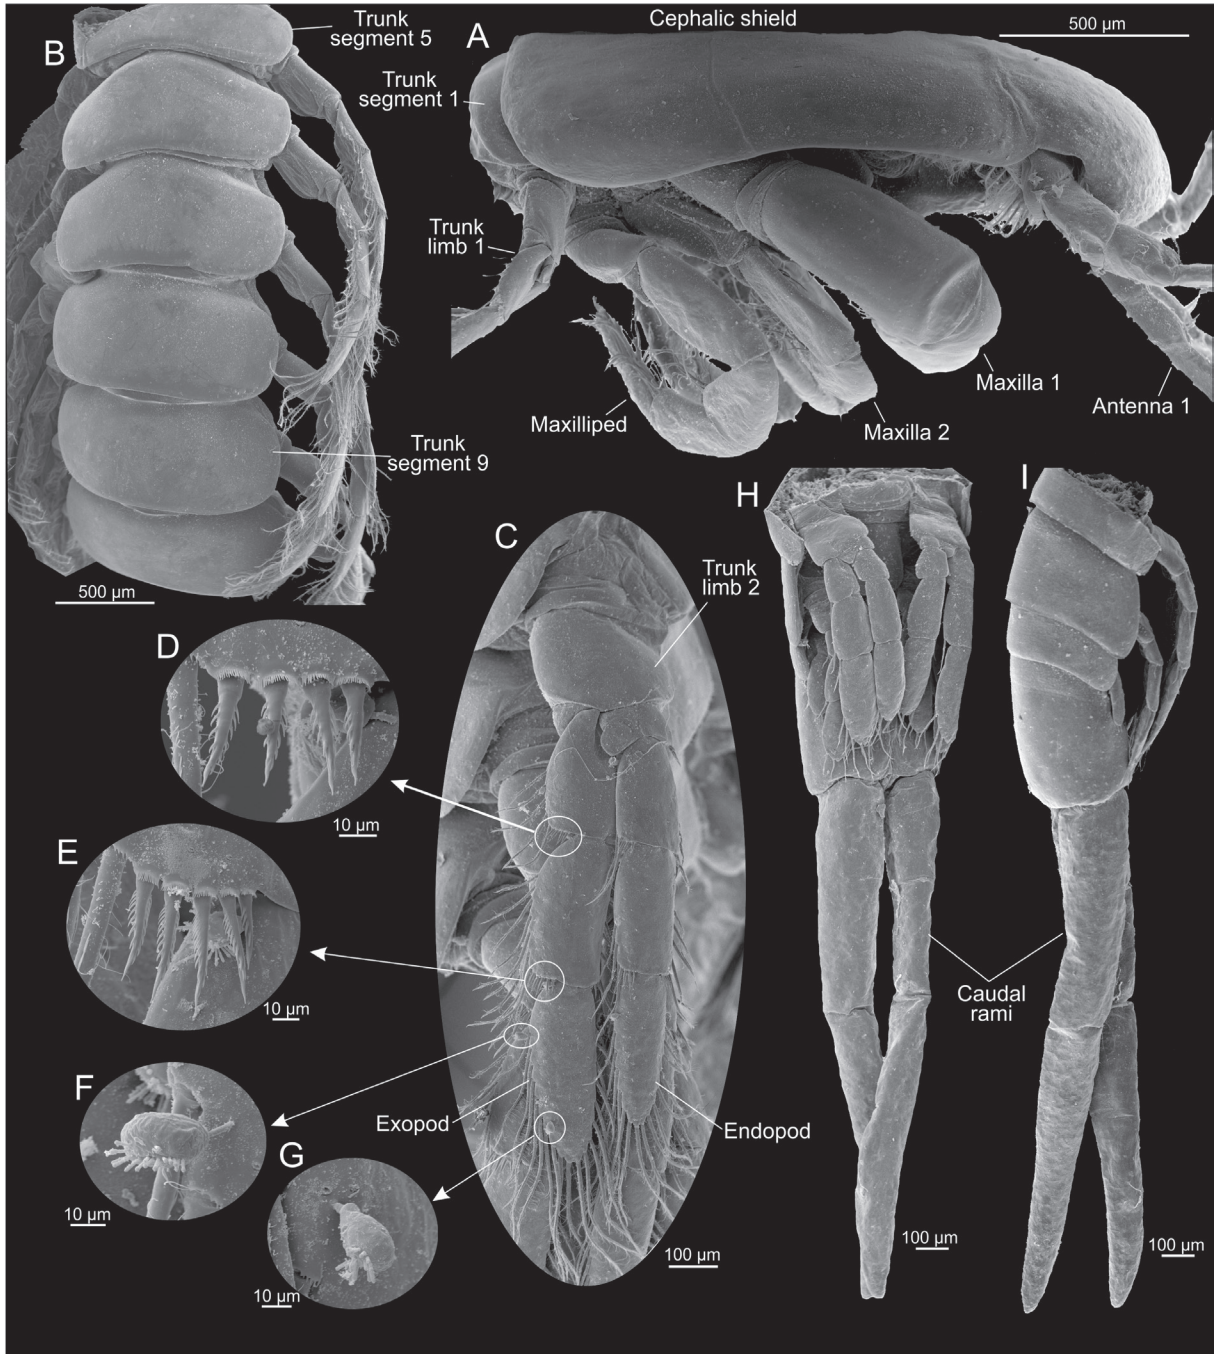 B
Trunk
segment 5
A
Cephalic shield
500 µm
Trunk
segment 1
Trunk
limb 1
Maxilliped
Maxilla 2
Maxilla 1
Antenna 1
Trunk
segment 9
500 µm
C
Trunk
limb 2
H
I
D
10 µm
E
10 µm
F
10 µm
G
10 µm
Exopod
Endopod
100 µm
Caudal
rami
100 µm
100 µm